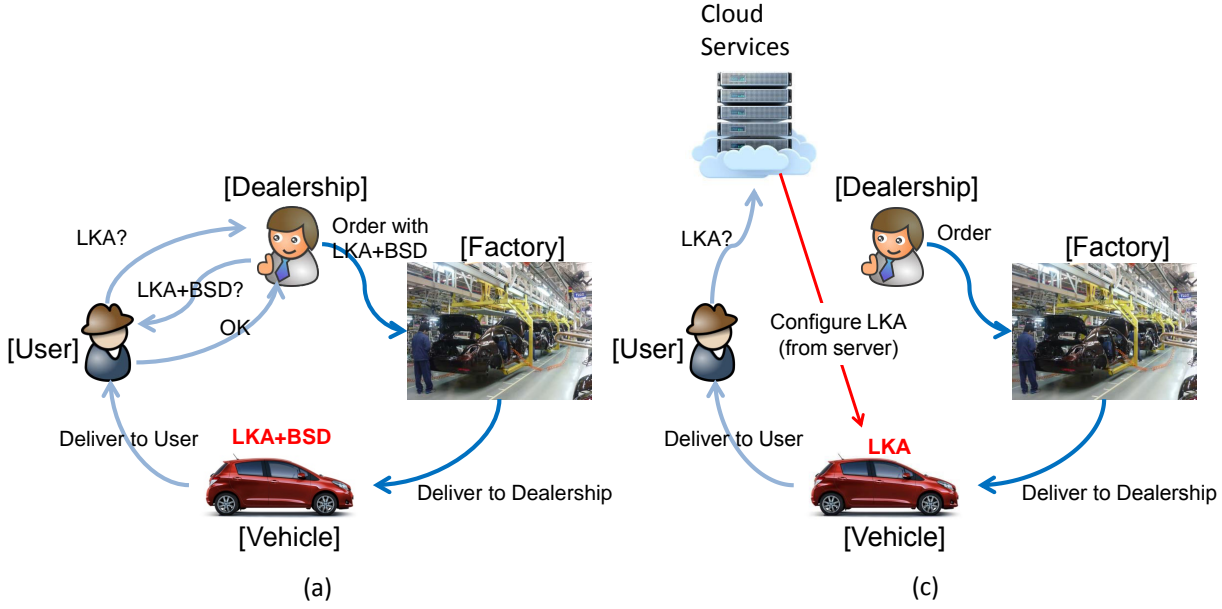 [Dealership]
LKA?
Order with
LKA+BSD
[Factory]
LKA+BSD?
OK
[User]
Deliver to User
LKA+BSD
Deliver to Dealership
[Vehicle]
(a)
Cloud
Services
[Dealership]
LKA?
Order
[Factory]
[User]
Configure LKA
(from server)
Deliver to User
LKA
Deliver to Dealership
[Vehicle]
(c)